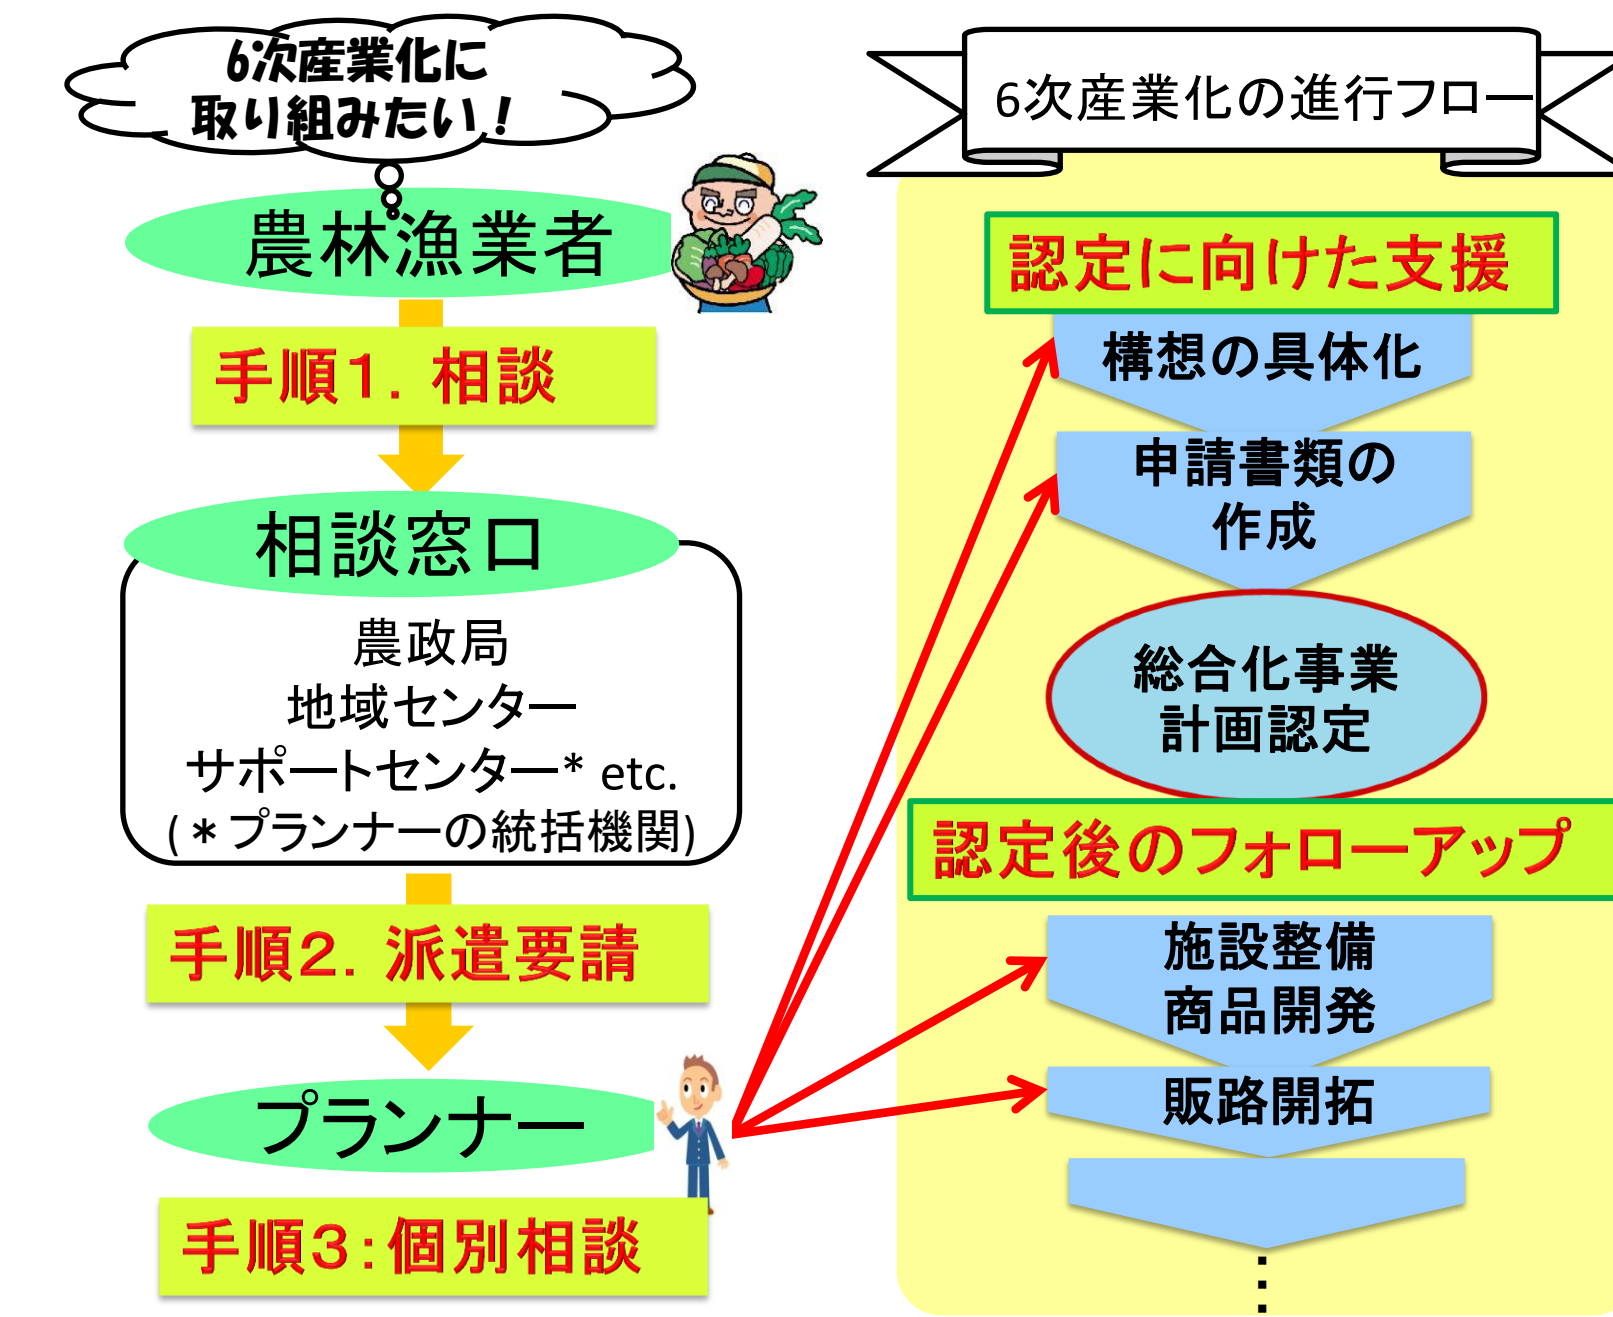 6次産業化に
取り組みたい！
農林漁業者
手順１．相談
相談窓口
農政局
地域センター
サポートセンター* etc.
(＊プランナーの統括機関)
手順２．派遣要請
プランナー
手順３：個別相談
6次産業化の進行フロー
認定に向けた支援
構想の具体化
申請書類の
作成
総合化事業
計画認定
認定後のフォローアップ
施設整備
商品開発
販路開拓